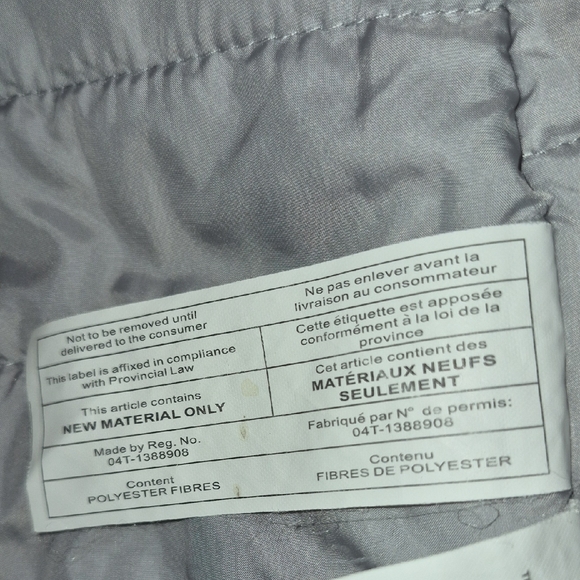 Not to be removed until
delivered to the consumer
Ne pas enlever avant la
livraison au consommateur
This label is affixed in compliance
with Provincial Law
Cette étiquette est apposée
conformément à la loi de la
province
This article contains
NEW MATERIAL ONLY
Cet article contient des
MATÉRIAUX NEUFS
SEULEMENT
Made by Reg. No.
04T-1388908
Fabriqué par N° de permis:
04T-1388908
Content
POLYESTER FIBRES
Contenu
FIBRES DE POLYESTER